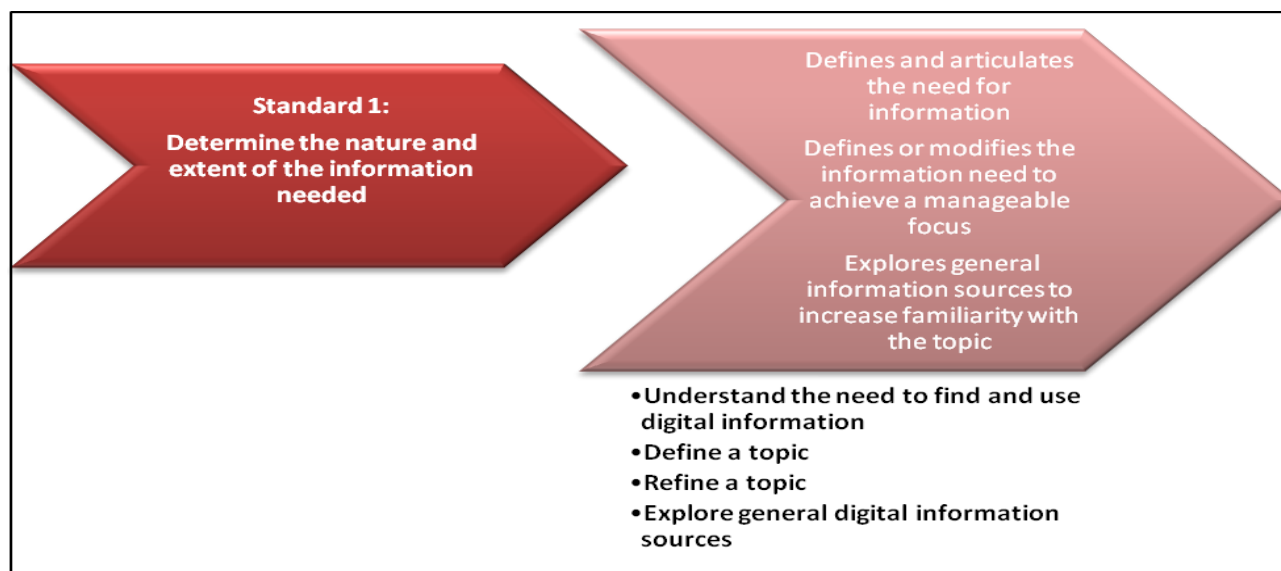 Standard 1:
Determine the nature and
extent of the information
needed
Defines and articulates
the need for
information
Defines or modifies the
information need to
achieve a manageable
focus
Explores general
information sources to
increase familiarity with
the topic
•Understand the need to find and use
digital information
•Define a topic
•Refine a topic
•Explore general digital information
sources